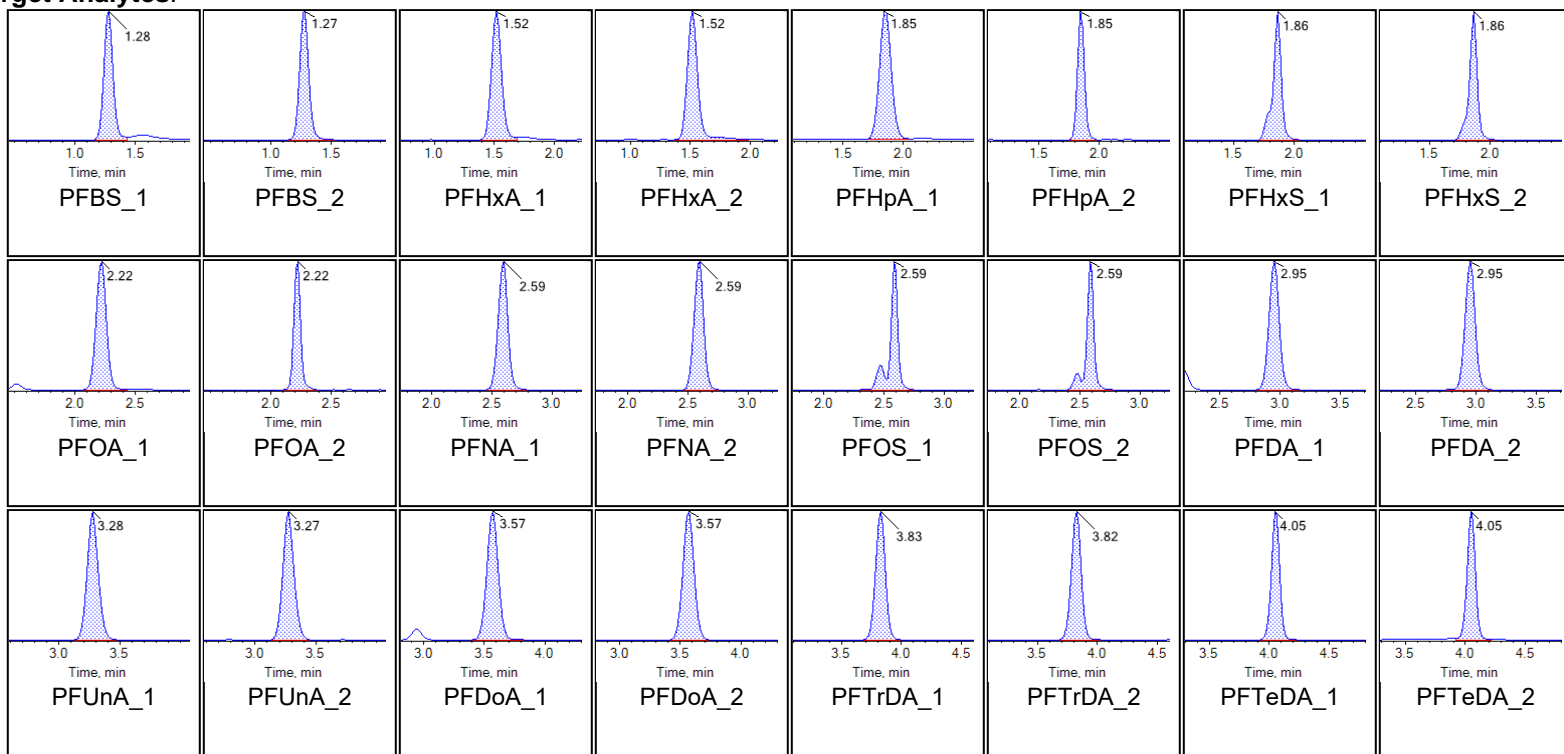 rget Analytes:
1.28 1.27 1.52 1.52 1.85 1.85 1.86 1.86
1.0 1.5 1.0 1.5 1.0 1.5 2.0 1.0 1.5 2.0 1.5 2.0 1.5 2.0 1.5 2.0 1.5 2.0
Time, min Time, min Time, min Time, min Time, min Time, min Time, min Time, min
PFBS_1 PFBS_2 PFHxA_1 PFHxA_2 PFHpA_1 PFHpA_2 PFHxS_1 PFHxS_2
2.22 2.22 2.59 2.59 2.59 2.59 2.95 2.95
2.0 2.5 2.0 2.5 2.0 2.5 3.0 2.0 2.5 3.0 2.0 2.5 3.0 2.0 2.5 3.0 2.5 3.0 3.5 2.5 3.0 3.5
Time, min Time, min Time, min Time, min Time, min Time, min Time, min Time, min
PFOA_1 PFOA_2 PFNA_1 PFNA_2 PFOS_1 PFOS_2 PFDA_1 PFDA_2
3.28 3.27 3.57 3.57 3.83 3.82 4.05 4.05
3.0 3.5 3.0 3.5 3.0 3.5 4.0 3.0 3.5 4.0 3.5 4.0 4.5 3.5 4.0 4.5 3.5 4.0 4.5 3.5 4.0 4.5
Time, min Time, min Time, min Time, min Time, min Time, min Time, min Time, min
PFUnA_1 PFUnA_2 PFDoA_1 PFDoA_2 PFTrDA_1 PFTrDA_2 PFTeDA_1 PFTeDA_2